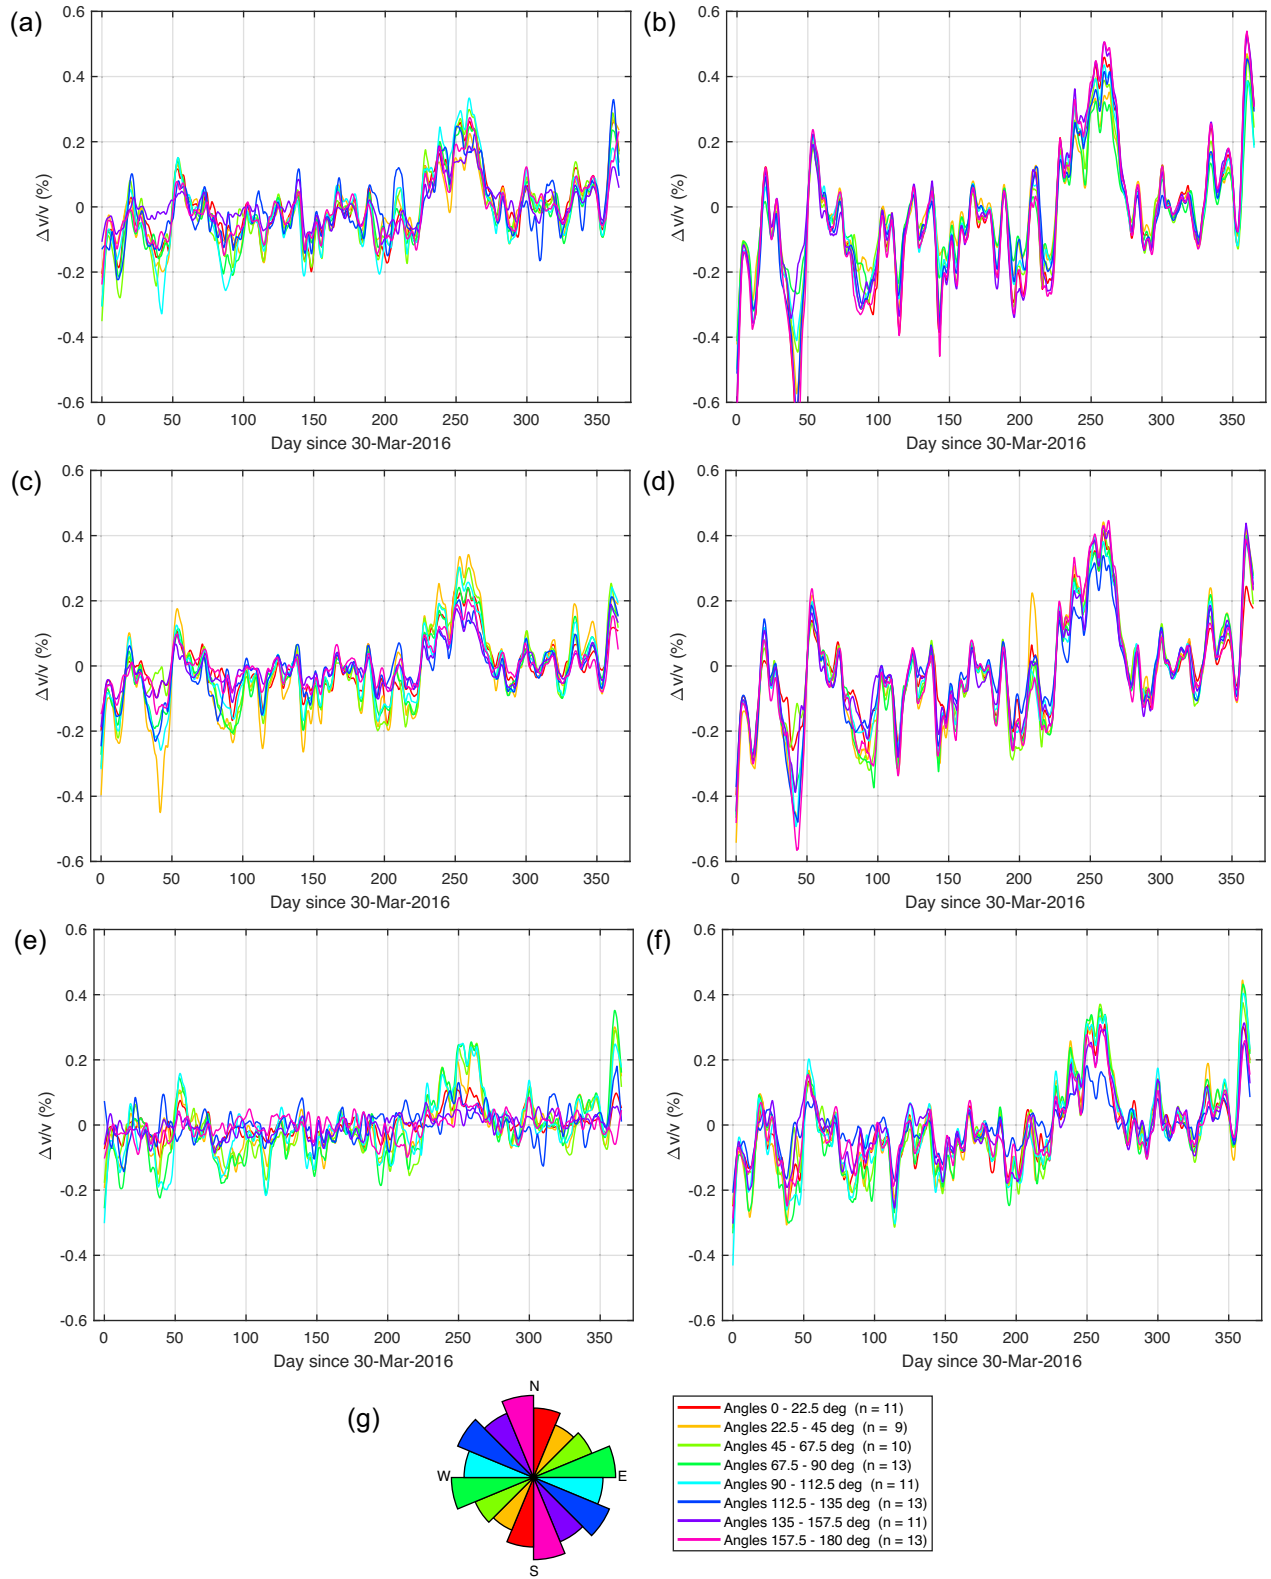 (a)
0.6
0.4
0.2
0
-0.2
-0.4
-0.6
Δ v/v (%)
0 50 100 150 200 250 300 350
Day since 30-Mar-2016
(b)
0.6
0.4
0.2
0
-0.2
-0.4
-0.6
Δ v/v (%)
0 50 100 150 200 250 300 350
Day since 30-Mar-2016
(c)
0.6
0.4
0.2
0
-0.2
-0.4
-0.6
Δ v/v (%)
0 50 100 150 200 250 300 350
Day since 30-Mar-2016
(d)
0.6
0.4
0.2
0
-0.2
-0.4
-0.6
Δ v/v (%)
0 50 100 150 200 250 300 350
Day since 30-Mar-2016
(e)
0.6
0.4
0.2
0
-0.2
-0.4
-0.6
Δ v/v (%)
0 50 100 150 200 250 300 350
Day since 30-Mar-2016
(f)
0.6
0.4
0.2
0
-0.2
-0.4
-0.6
Δ v/v (%)
0 50 100 150 200 250 300 350
Day since 30-Mar-2016
(g)
N
W E
S
Angles 0 - 22.5 deg (n = 11)
Angles 22.5 - 45 deg (n = 9)
Angles 45 - 67.5 deg (n = 10)
Angles 67.5 - 90 deg (n = 13)
Angles 90 - 112.5 deg (n = 11)
Angles 112.5 - 135 deg (n = 13)
Angles 135 - 157.5 deg (n = 11)
Angles 157.5 - 180 deg (n = 13)